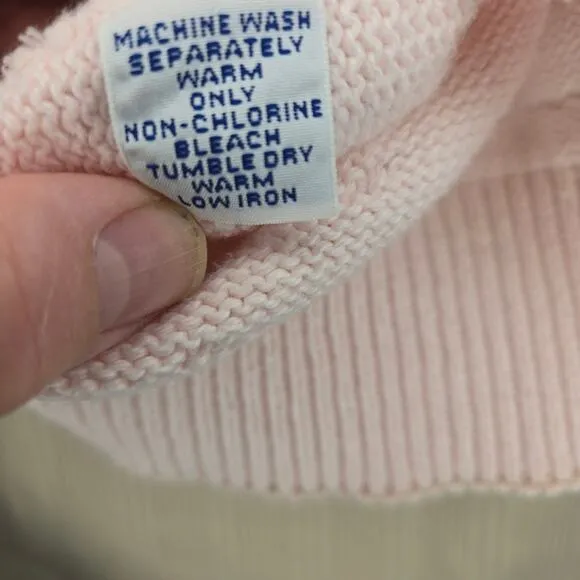 MACHINE WASH
SEPARATELY
WARM
ONLY
NON-CHLORINE
BLEACH
TUMBLE DRY
WARM
LOW IRON